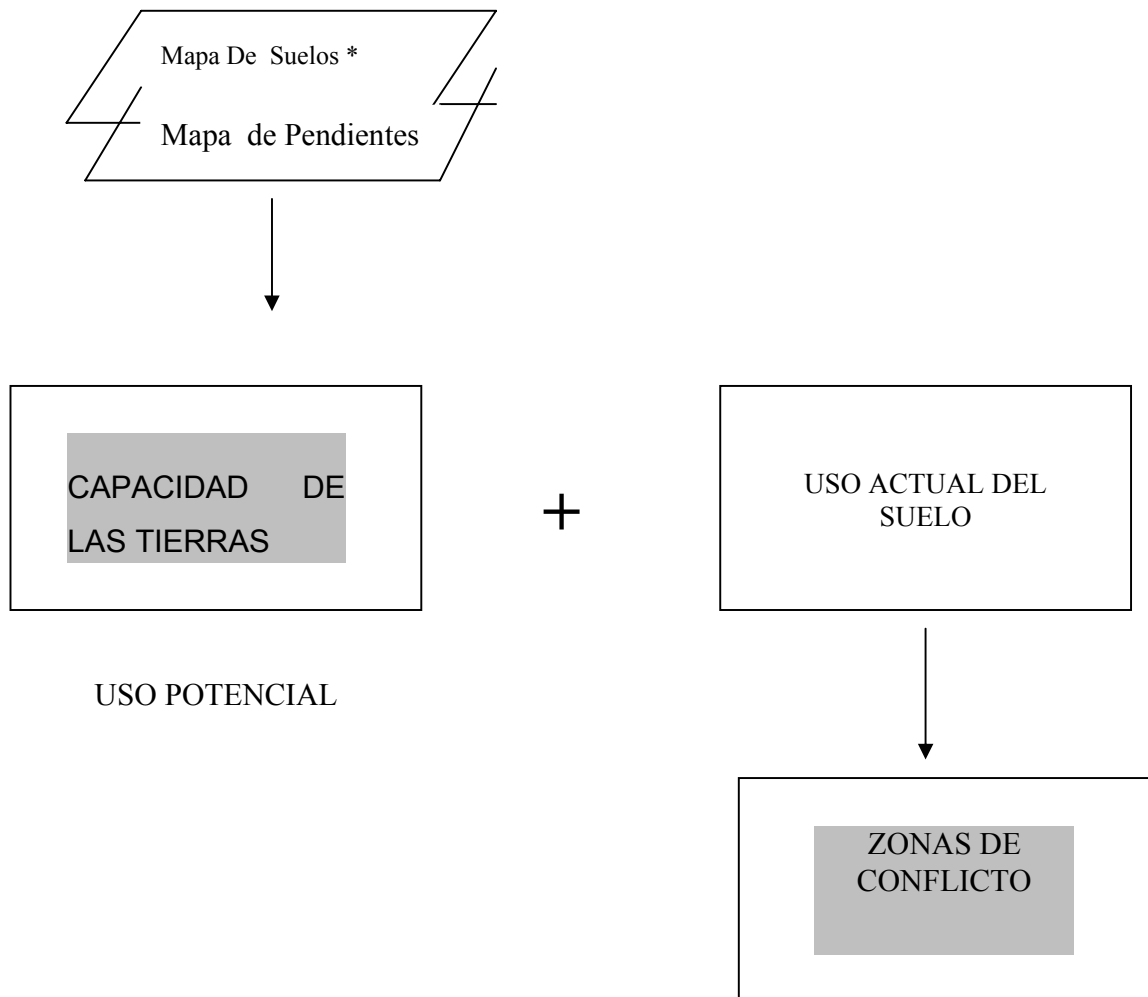 Mapa De Suelos *
Mapa de Pendientes
CAPACIDAD DE
LAS TIERRAS
+
USO ACTUAL DEL
SUELO
USO POTENCIAL
ZONAS DE
CONFLICTO